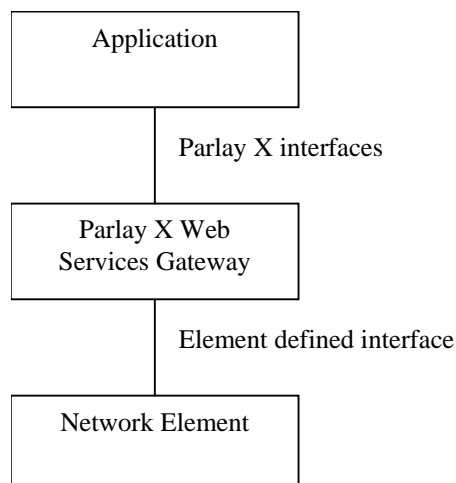 Application
Parlay X interfaces
Parlay X Web
Services Gateway
Element defined interface
Network Element